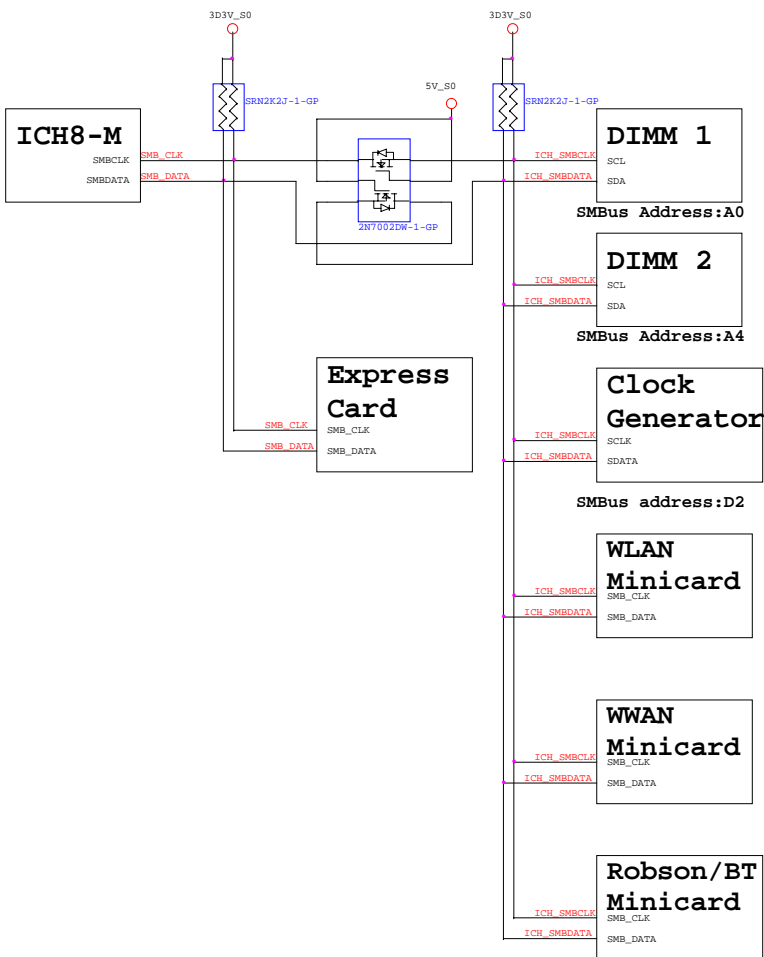 3D3V_S0
3D3V_S0
5V_S0
SRN2K2J-1-GP
SRN2K2J-1-GP
ICH8-M
SMBCLK
SMBDATA
SMB_CLK
SMB_DATA
2N7002DW-1-GP
ICH_SMBCLK
ICH_SMBDATA
DIMM 1
SCL
SDA
SMBus Address:A0
ICH_SMBCLK
ICH_SMBDATA
DIMM 2
SCL
SDA
SMBus Address:A4
Express
Card
SMB_CLK
SMB_DATA
SMB_CLK
SMB_DATA
Clock
Generator
ICH_SMBCLK
ICH_SMBDATA
SCLK
SDATA
SMBus address:D2
WLAN
Minicard
ICH_SMBCLK
ICH_SMBDATA
SMB_CLK
SMB_DATA
WWAN
Minicard
ICH_SMBCLK
ICH_SMBDATA
SMB_CLK
SMB_DATA
Robson/BT
Minicard
ICH_SMBCLK
ICH_SMBDATA
SMB_CLK
SMB_DATA